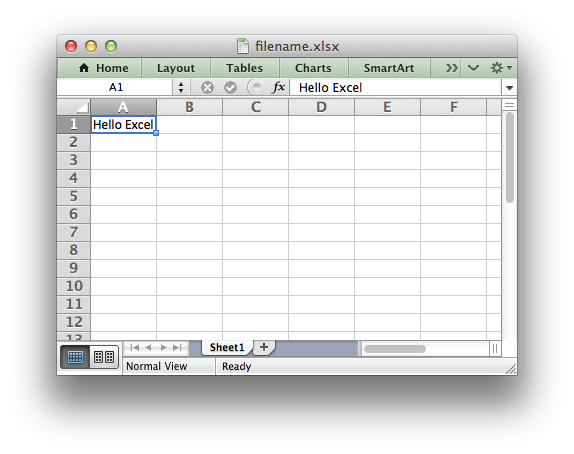 filename.xlsx
Home Layout Tables Charts SmartArt >>
A1 fx Hello Excel
A B C D E F
1 Hello Excel
2
3
4
5
6
7
8
9
10
11
12
13
Sheet1 +
Normal View Ready